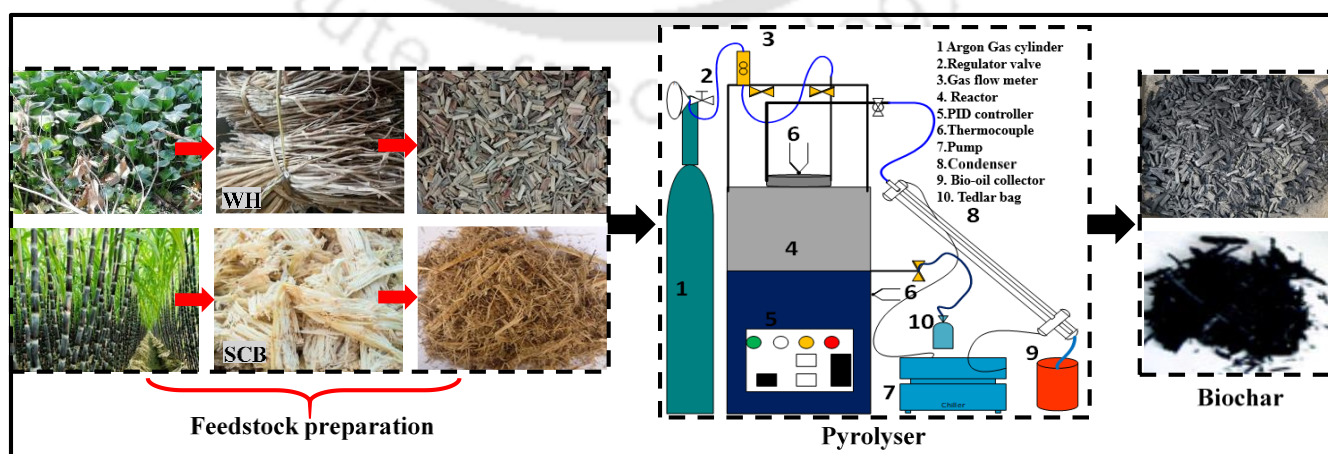 WH
SCB
Feedstock preparation
1
2
3
4
5
6
6
7
8
9
10
Chiller
1 Argon Gas cylinder
2.Regulator valve
3.Gas flow meter
4. Reactor
5.PID controller
6.Thermocouple
7.Pump
8.Condenser
9. Bio-oil collector
10. Tedlar bag
Pyrolyser
Biochar